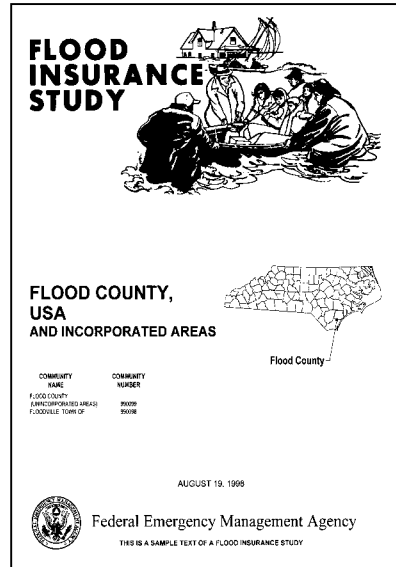 FLOOD
INSURANCE
STUDY
FLOOD COUNTY,
USA
AND INCORPORATED AREAS
Flood County
COMMUNITY NAME COMMUNITY NUMBER
FLOOD COUNTY
(UNINCORPORATED AREAS) 990099
FLOODVILLE, TOWN OF 990098
AUGUST 19, 1998
Federal Emergency Management Agency
THIS IS A SAMPLE TEXT OF A FLOOD INSURANCE STUDY